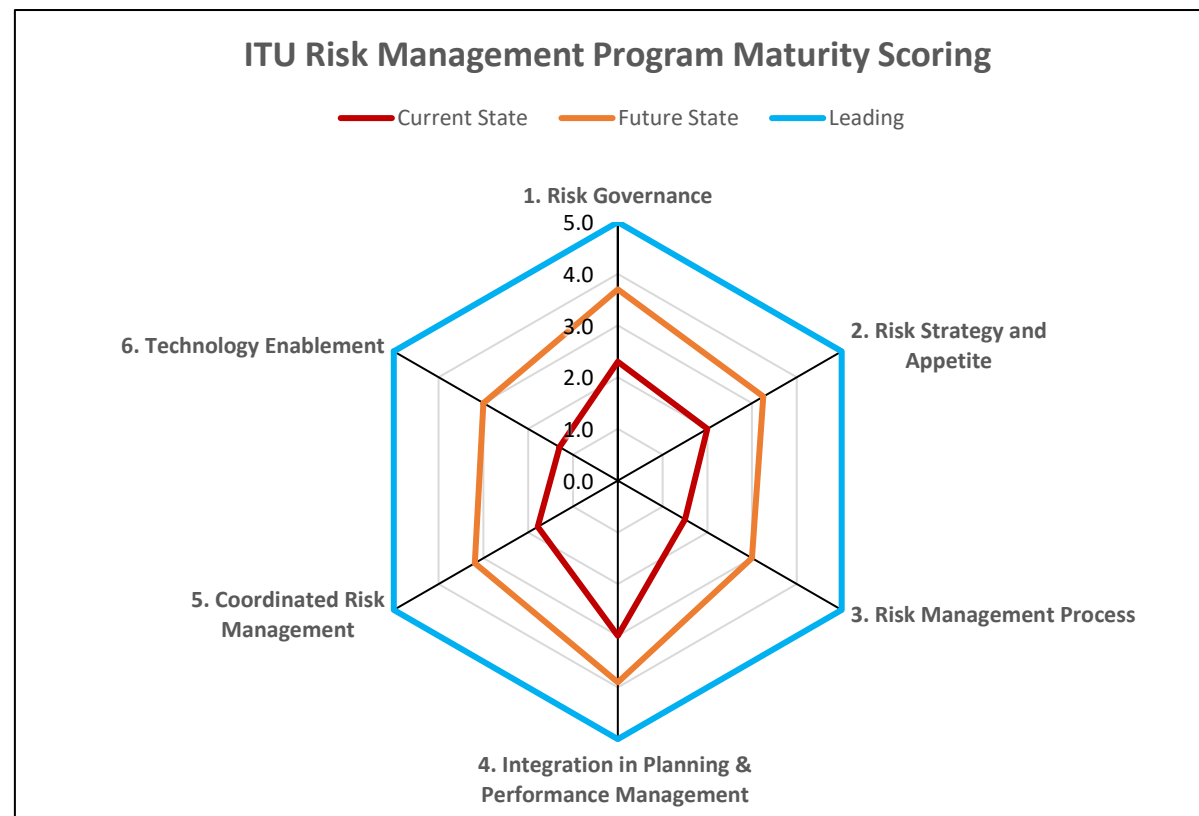 ITU Risk Management Program Maturity Scoring
Current State
Future State
Leading
1. Risk Governance
5.0
4.0
3.0
2.0
1.0
0.0
2. Risk Strategy and
Appetite
3. Risk Management Process
4. Integration in Planning &
Performance Management
5. Coordinated Risk
Management
6. Technology Enablement